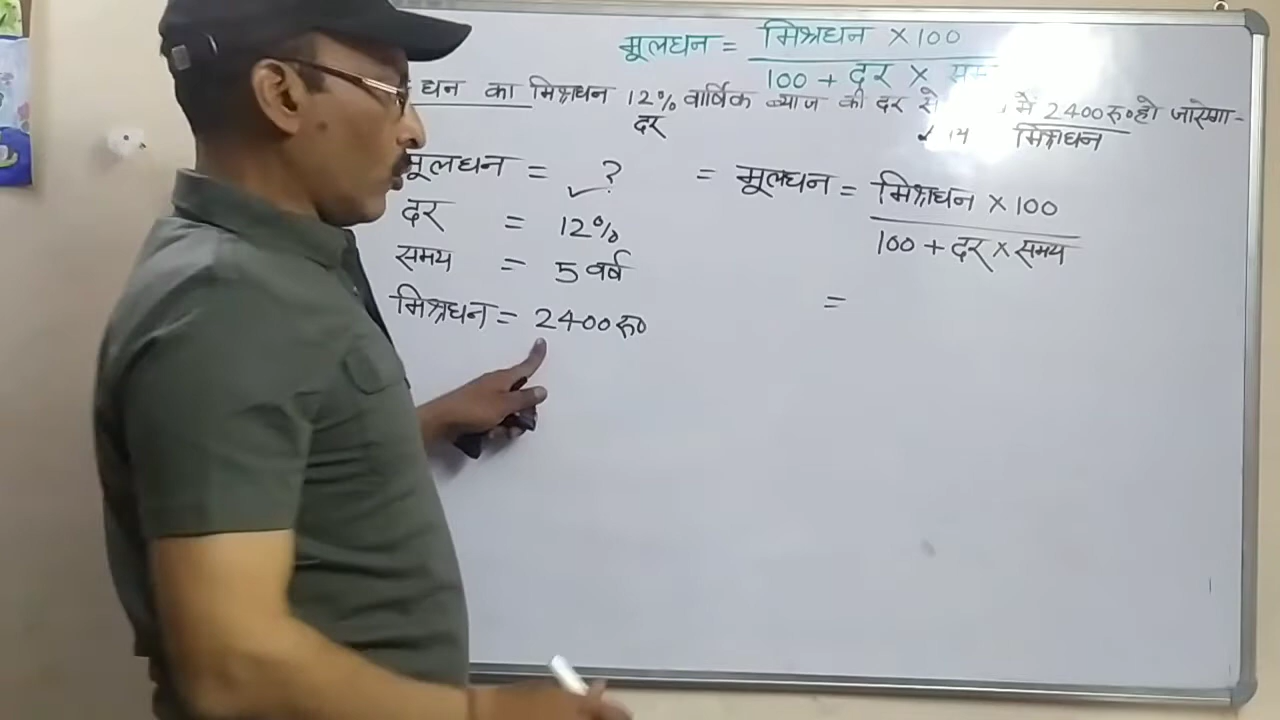 मूलधन = मिश्रधन × 100
100 + दर ×
धन का मिश्रधन 12% वार्षिक ब्याज की दर से में 2400 रु० हो जायेगा -
दर मिश्रधन
मूलधन = ?
दर = 12%
समय = 5 वर्ष
मिश्रधन = 2400 रु०
= मूलधन = मिश्रधन × 100
100 + दर × समय
=